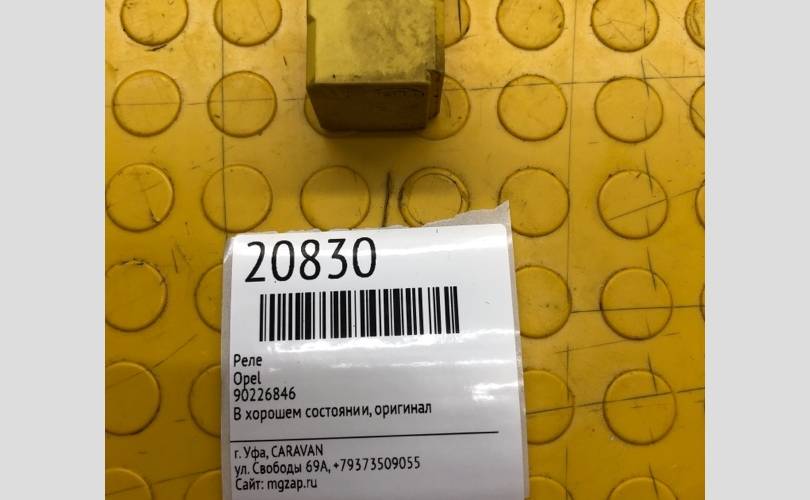 20830
Реле
Opel
90226846
В хорошем состоянии, оригинал
г. Уфа, CARAVAN
ул. Свободы 69А, +79373509055
Сайт: mgzap.ru